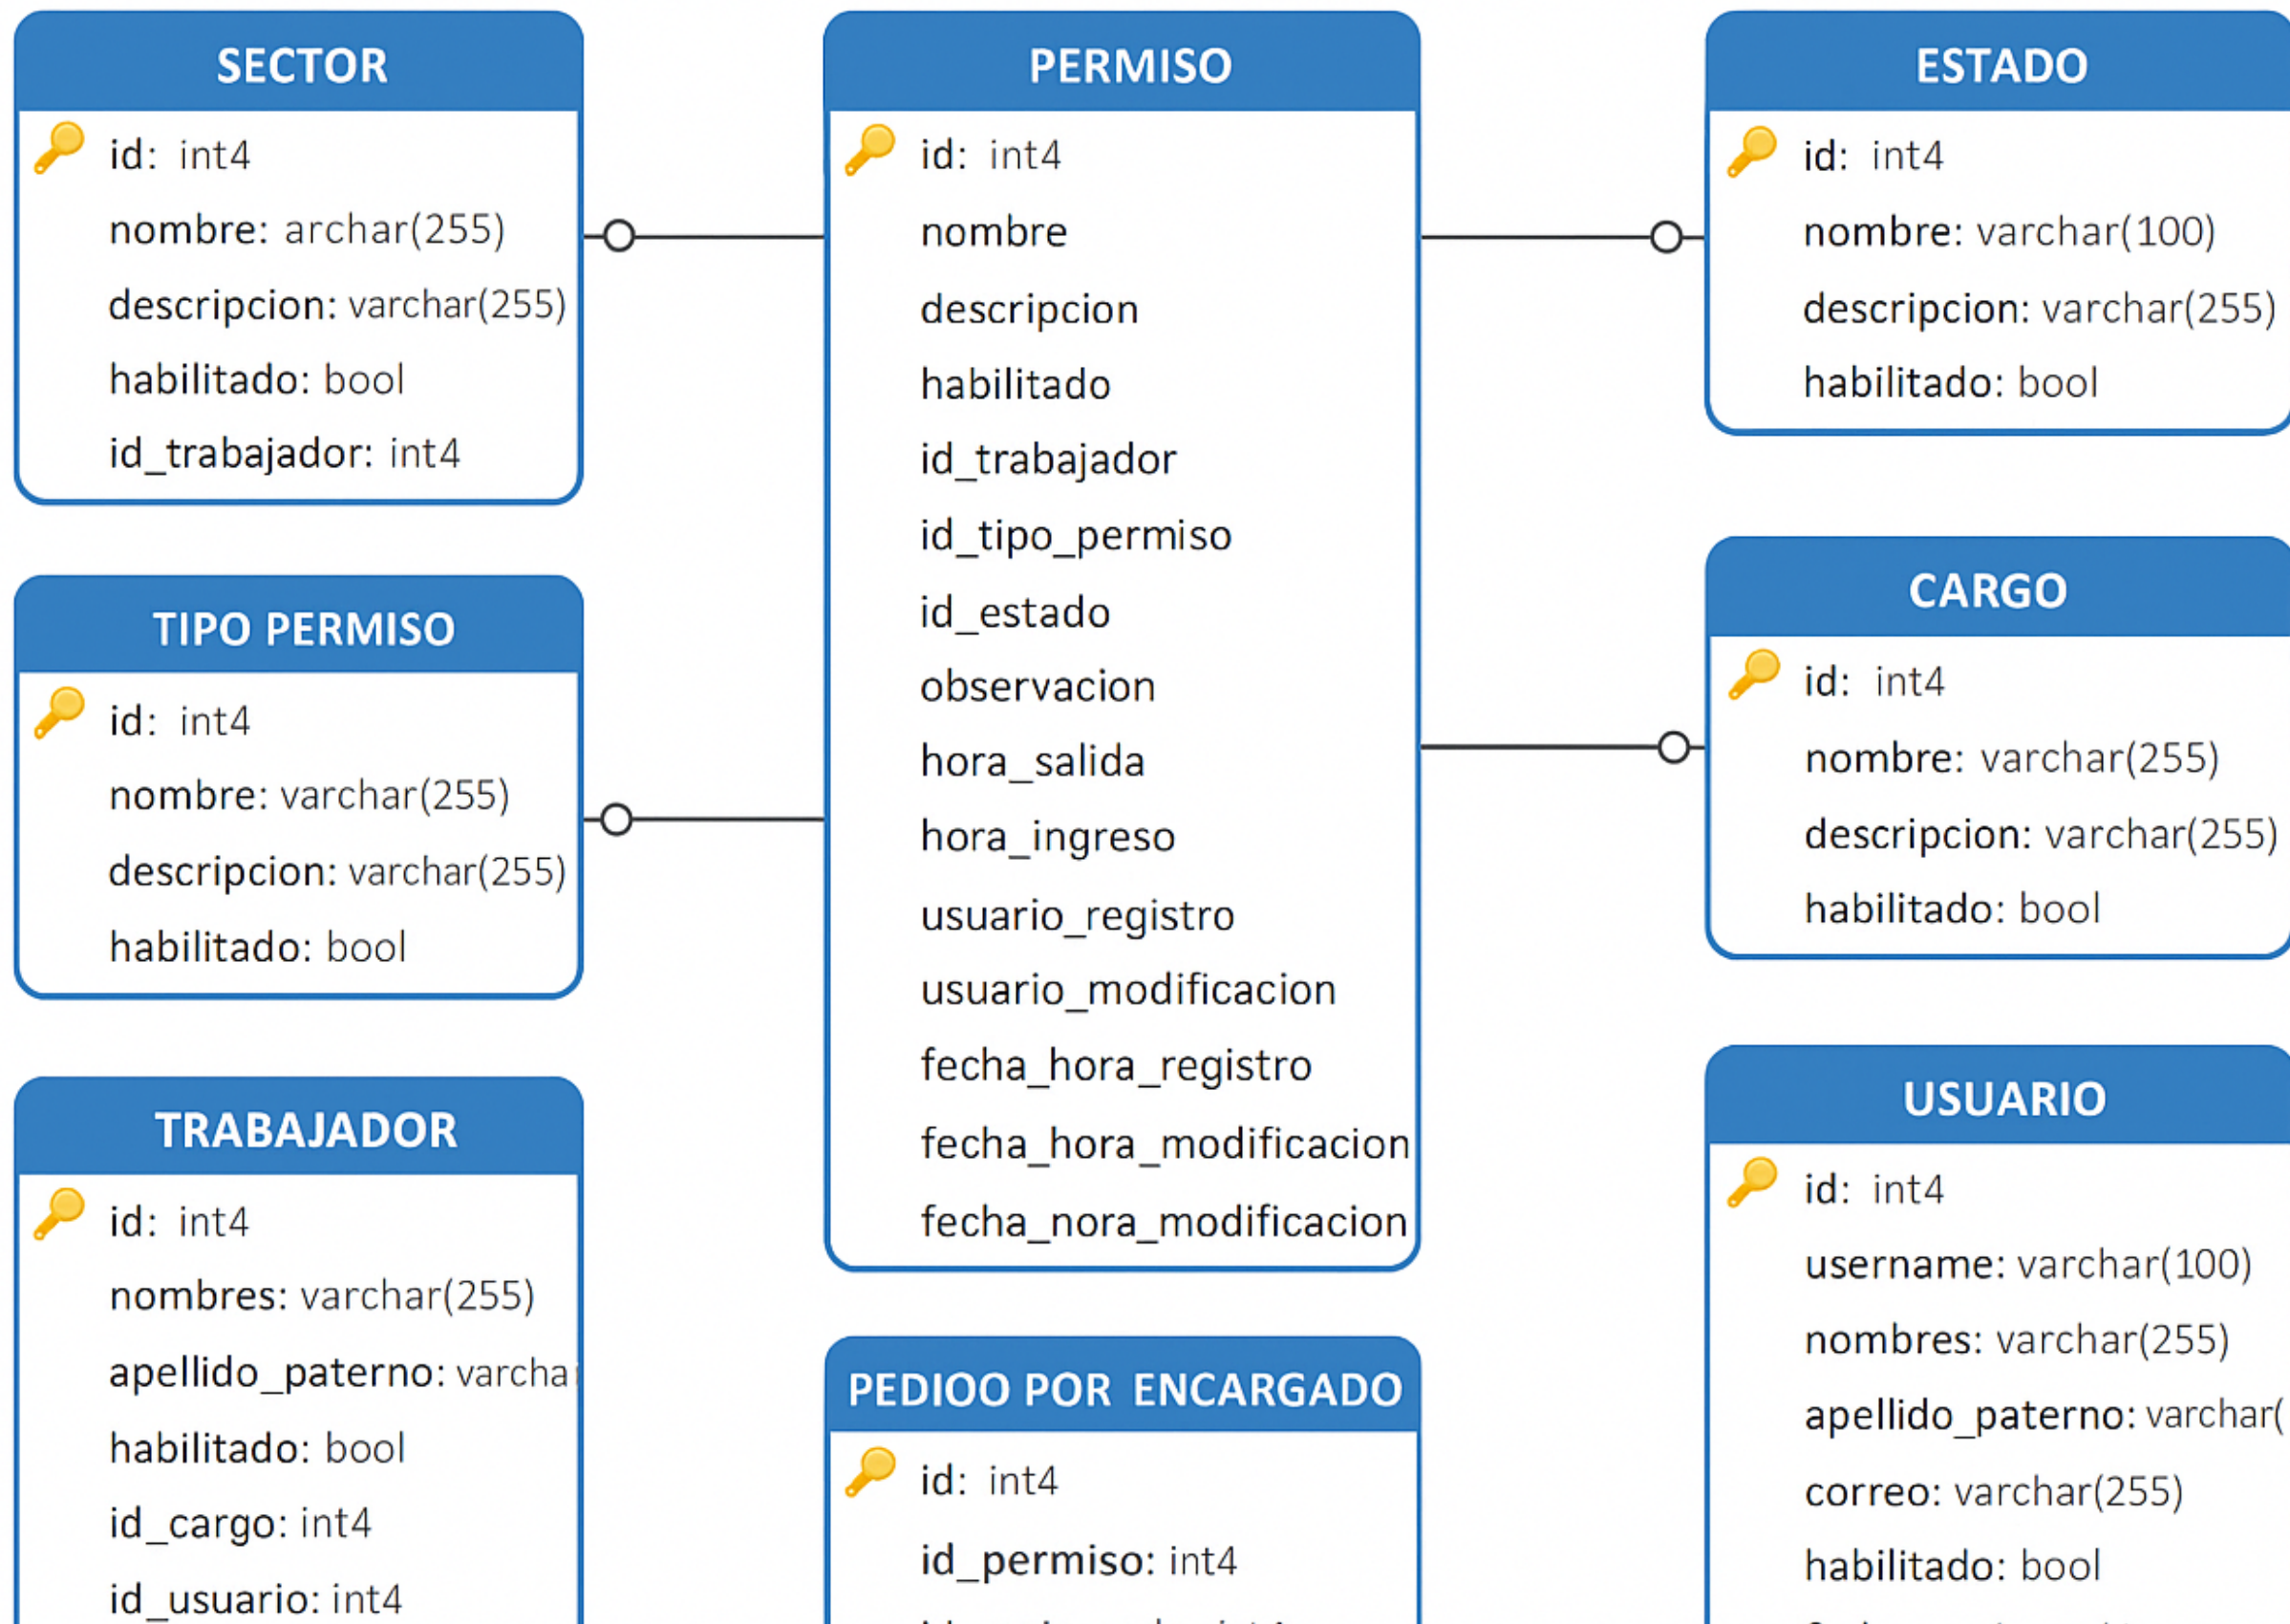 SECTOR
id: int4
nombre: archar(255)
descripcion: varchar(255)
habilitado: bool
id_trabajador: int4
TIPO PERMISO
id: int4
nombre: varchar(255)
descripcion: varchar(255)
habilitado: bool
TRABAJADOR
id: int4
nombres: varchar(255)
apellido_paterno: varchar
habilitado: bool
id_cargo: int4
id_usuario: int4
PERMISO
id: int4
nombre
descripcion
habilitado
id_trabajador
id_tipo_permiso
id_estado
observacion
hora_salida
hora_ingreso
usuario_registro
usuario_modificacion
fecha_hora_registro
fecha_hora_modificacion
fecha_nora_modificacion
PEDIOO POR ENCARGADO
id: int4
id_permiso: int4
ESTADO
id: int4
nombre: varchar(100)
descripcion: varchar(255)
habilitado: bool
CARGO
id: int4
nombre: varchar(255)
descripcion: varchar(255)
habilitado: bool
USUARIO
id: int4
username: varchar(100)
nombres: varchar(255)
apellido_paterno: varchar(
correo: varchar(255)
habilitado: bool